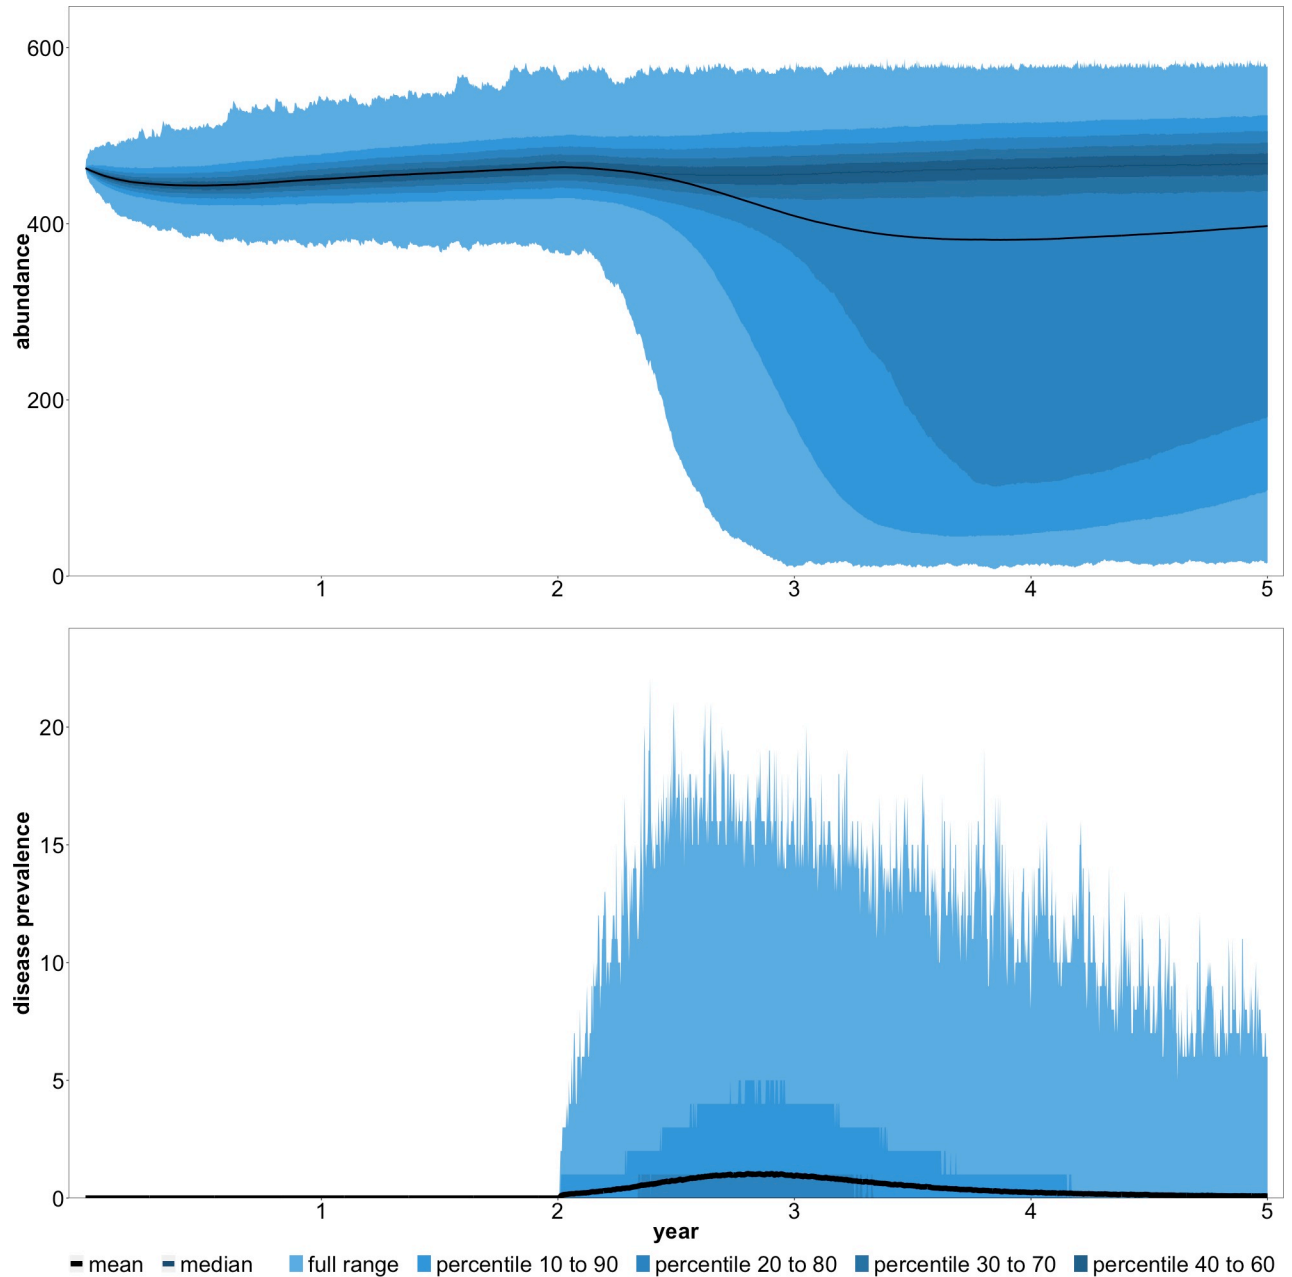 abundance
600
400
200
0
1 2 3 4 5
disease prevalence
20
15
10
5
0
1 2 3 4 5
year
mean median full range percentile 10 to 90 percentile 20 to 80 percentile 30 to 70 percentile 40 to 60